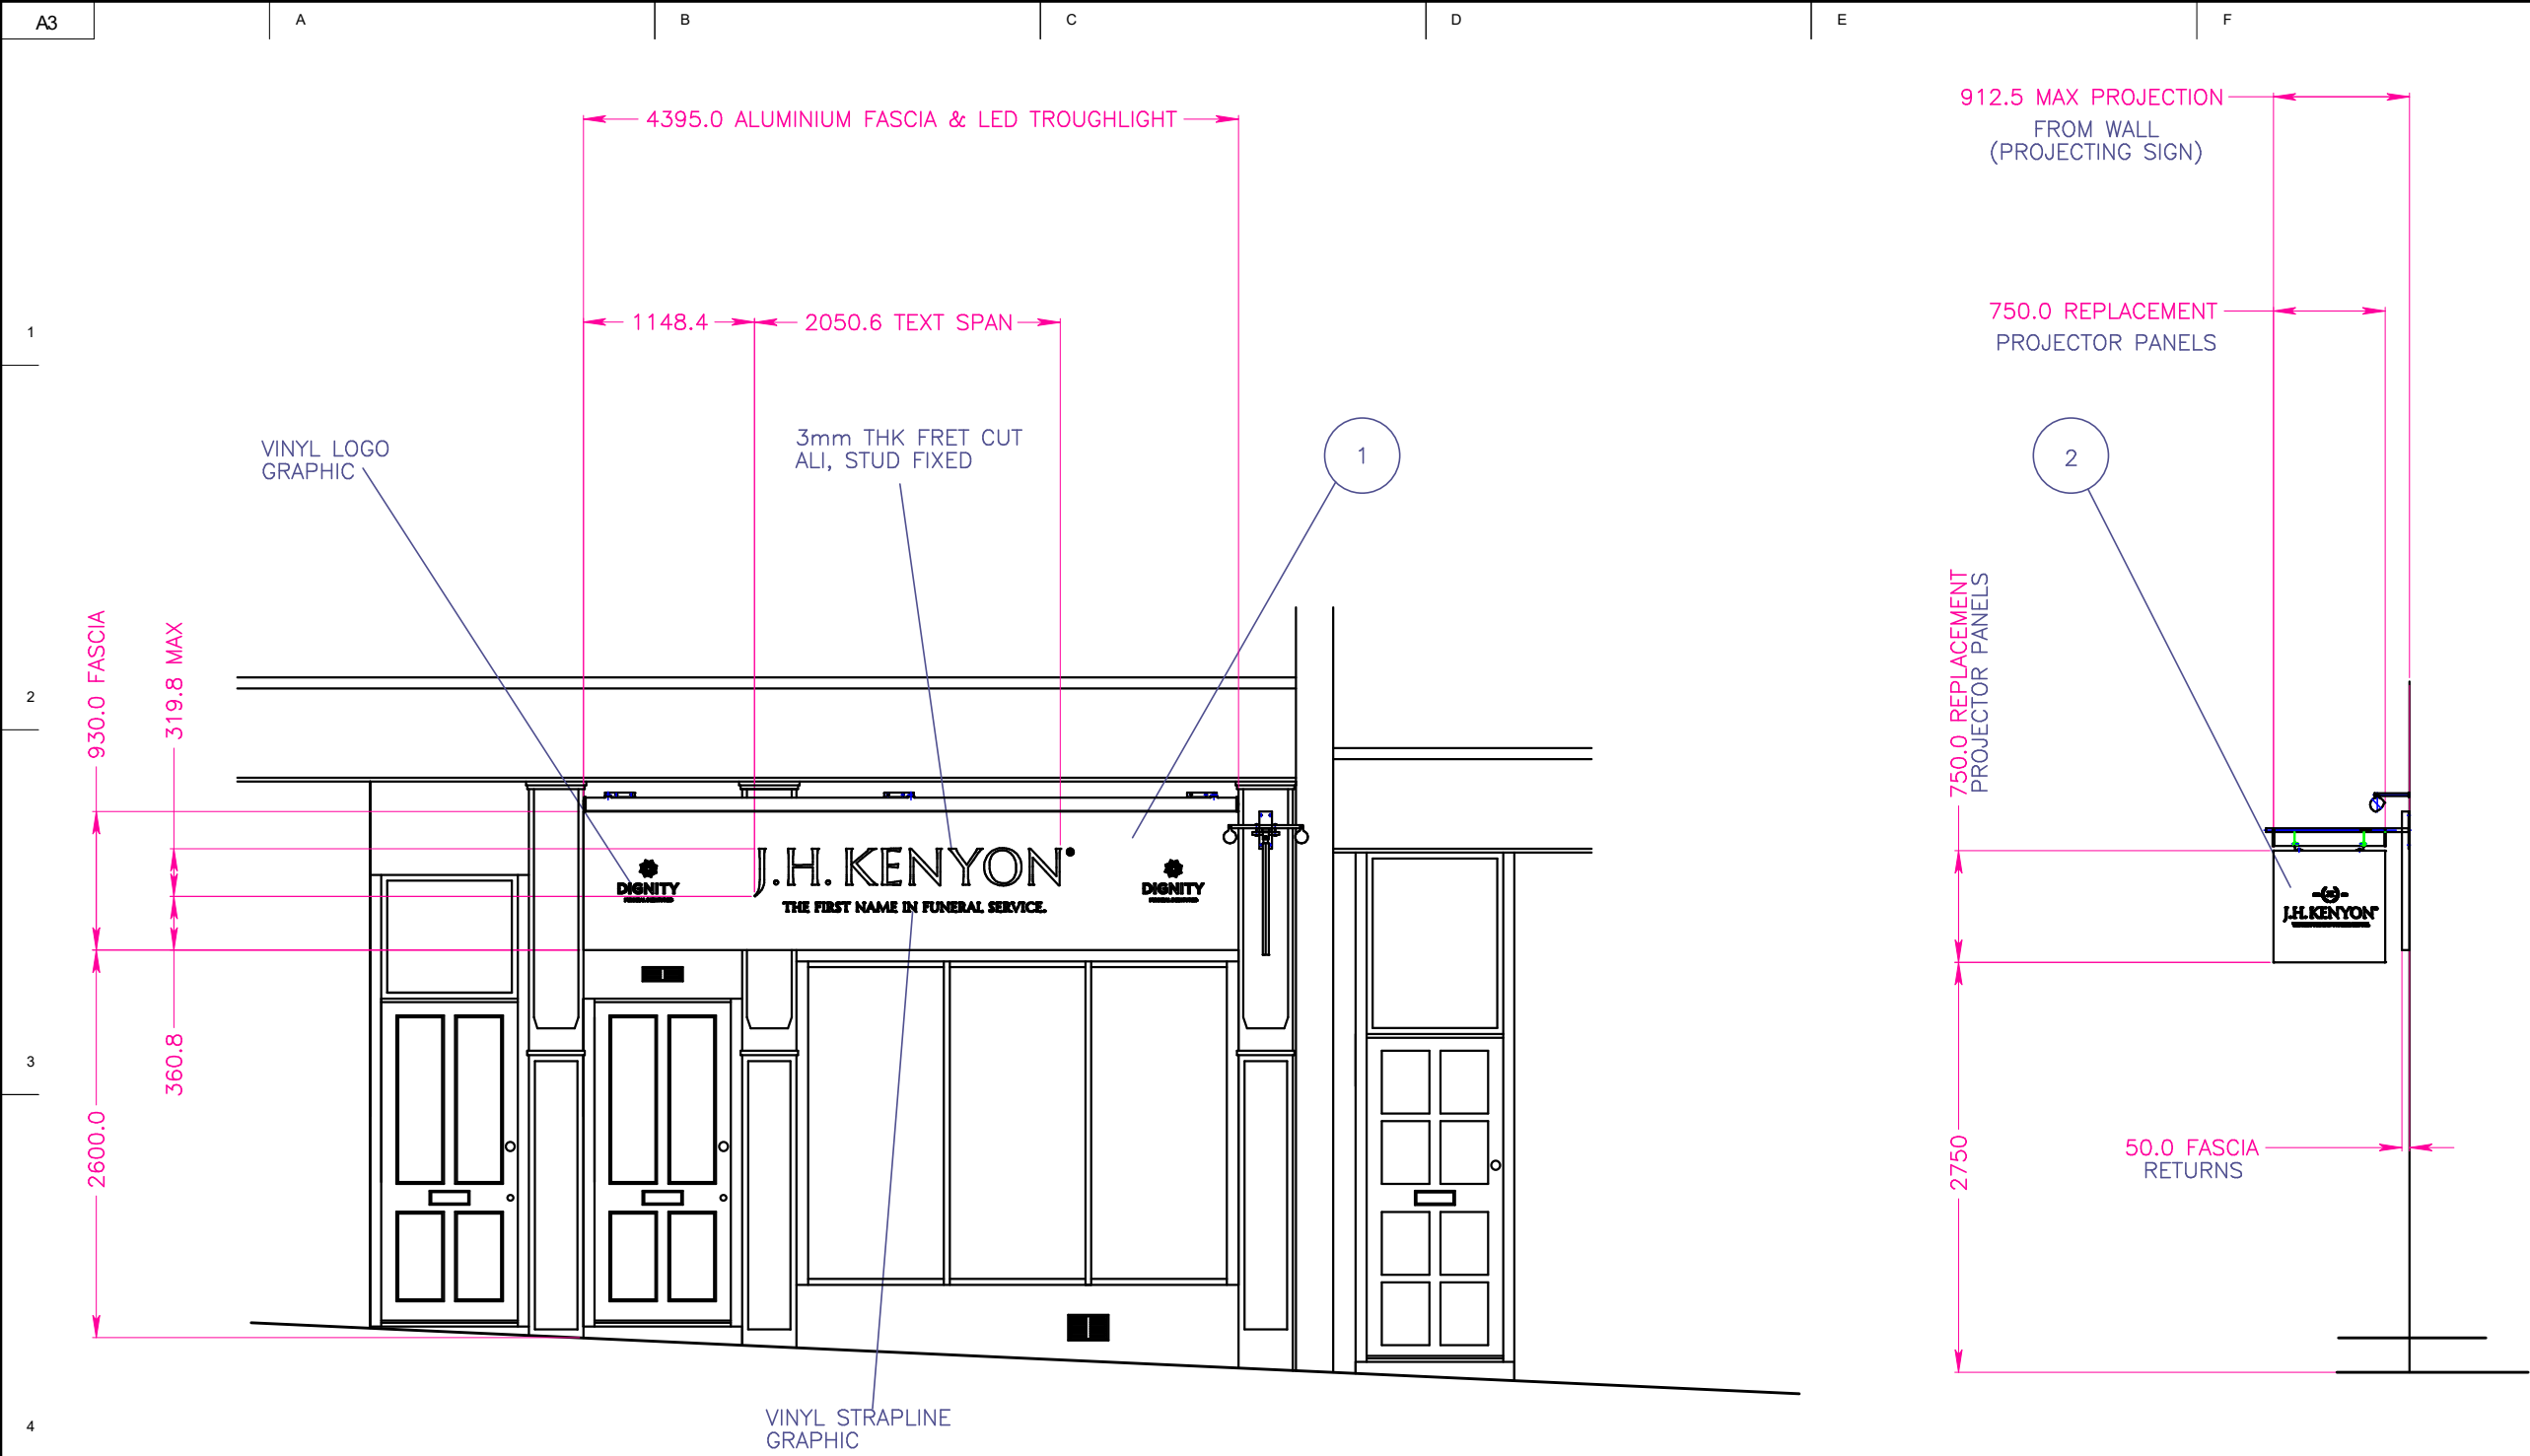 A3
A
B
C
D
E
F
1
2
3
4
4395.0 ALUMINIUM FASCIA & LED TROUGHLIGHT
912.5 MAX PROJECTION
FROM WALL
(PROJECTING SIGN)
1148.4
2050.6 TEXT SPAN
750.0 REPLACEMENT
PROJECTOR PANELS
VINYL LOGO
GRAPHIC
3mm THK FRET CUT
ALI, STUD FIXED
1
2
930.0 FASCIA
319.8 MAX
750.0 REPLACEMENT
PROJECTOR PANELS
J.H. KENYON
DIGNITY
DIGNITY
THE FIRST NAME IN FUNERAL SERVICE.
J.H. KENYON
360.8
2600.0
2750
50.0 FASCIA
RETURNS
VINYL STRAPLINE
GRAPHIC